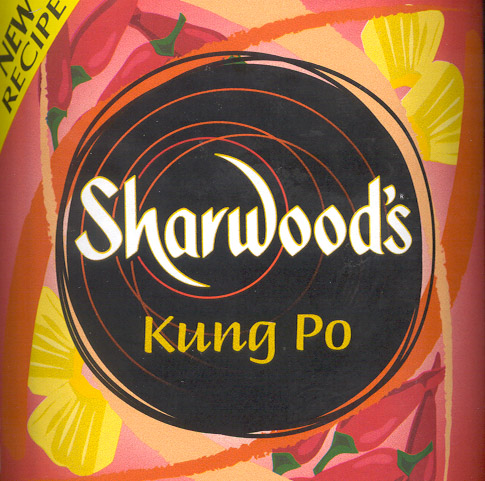 NEW
RECIPE
Sharwood's
Kung Po